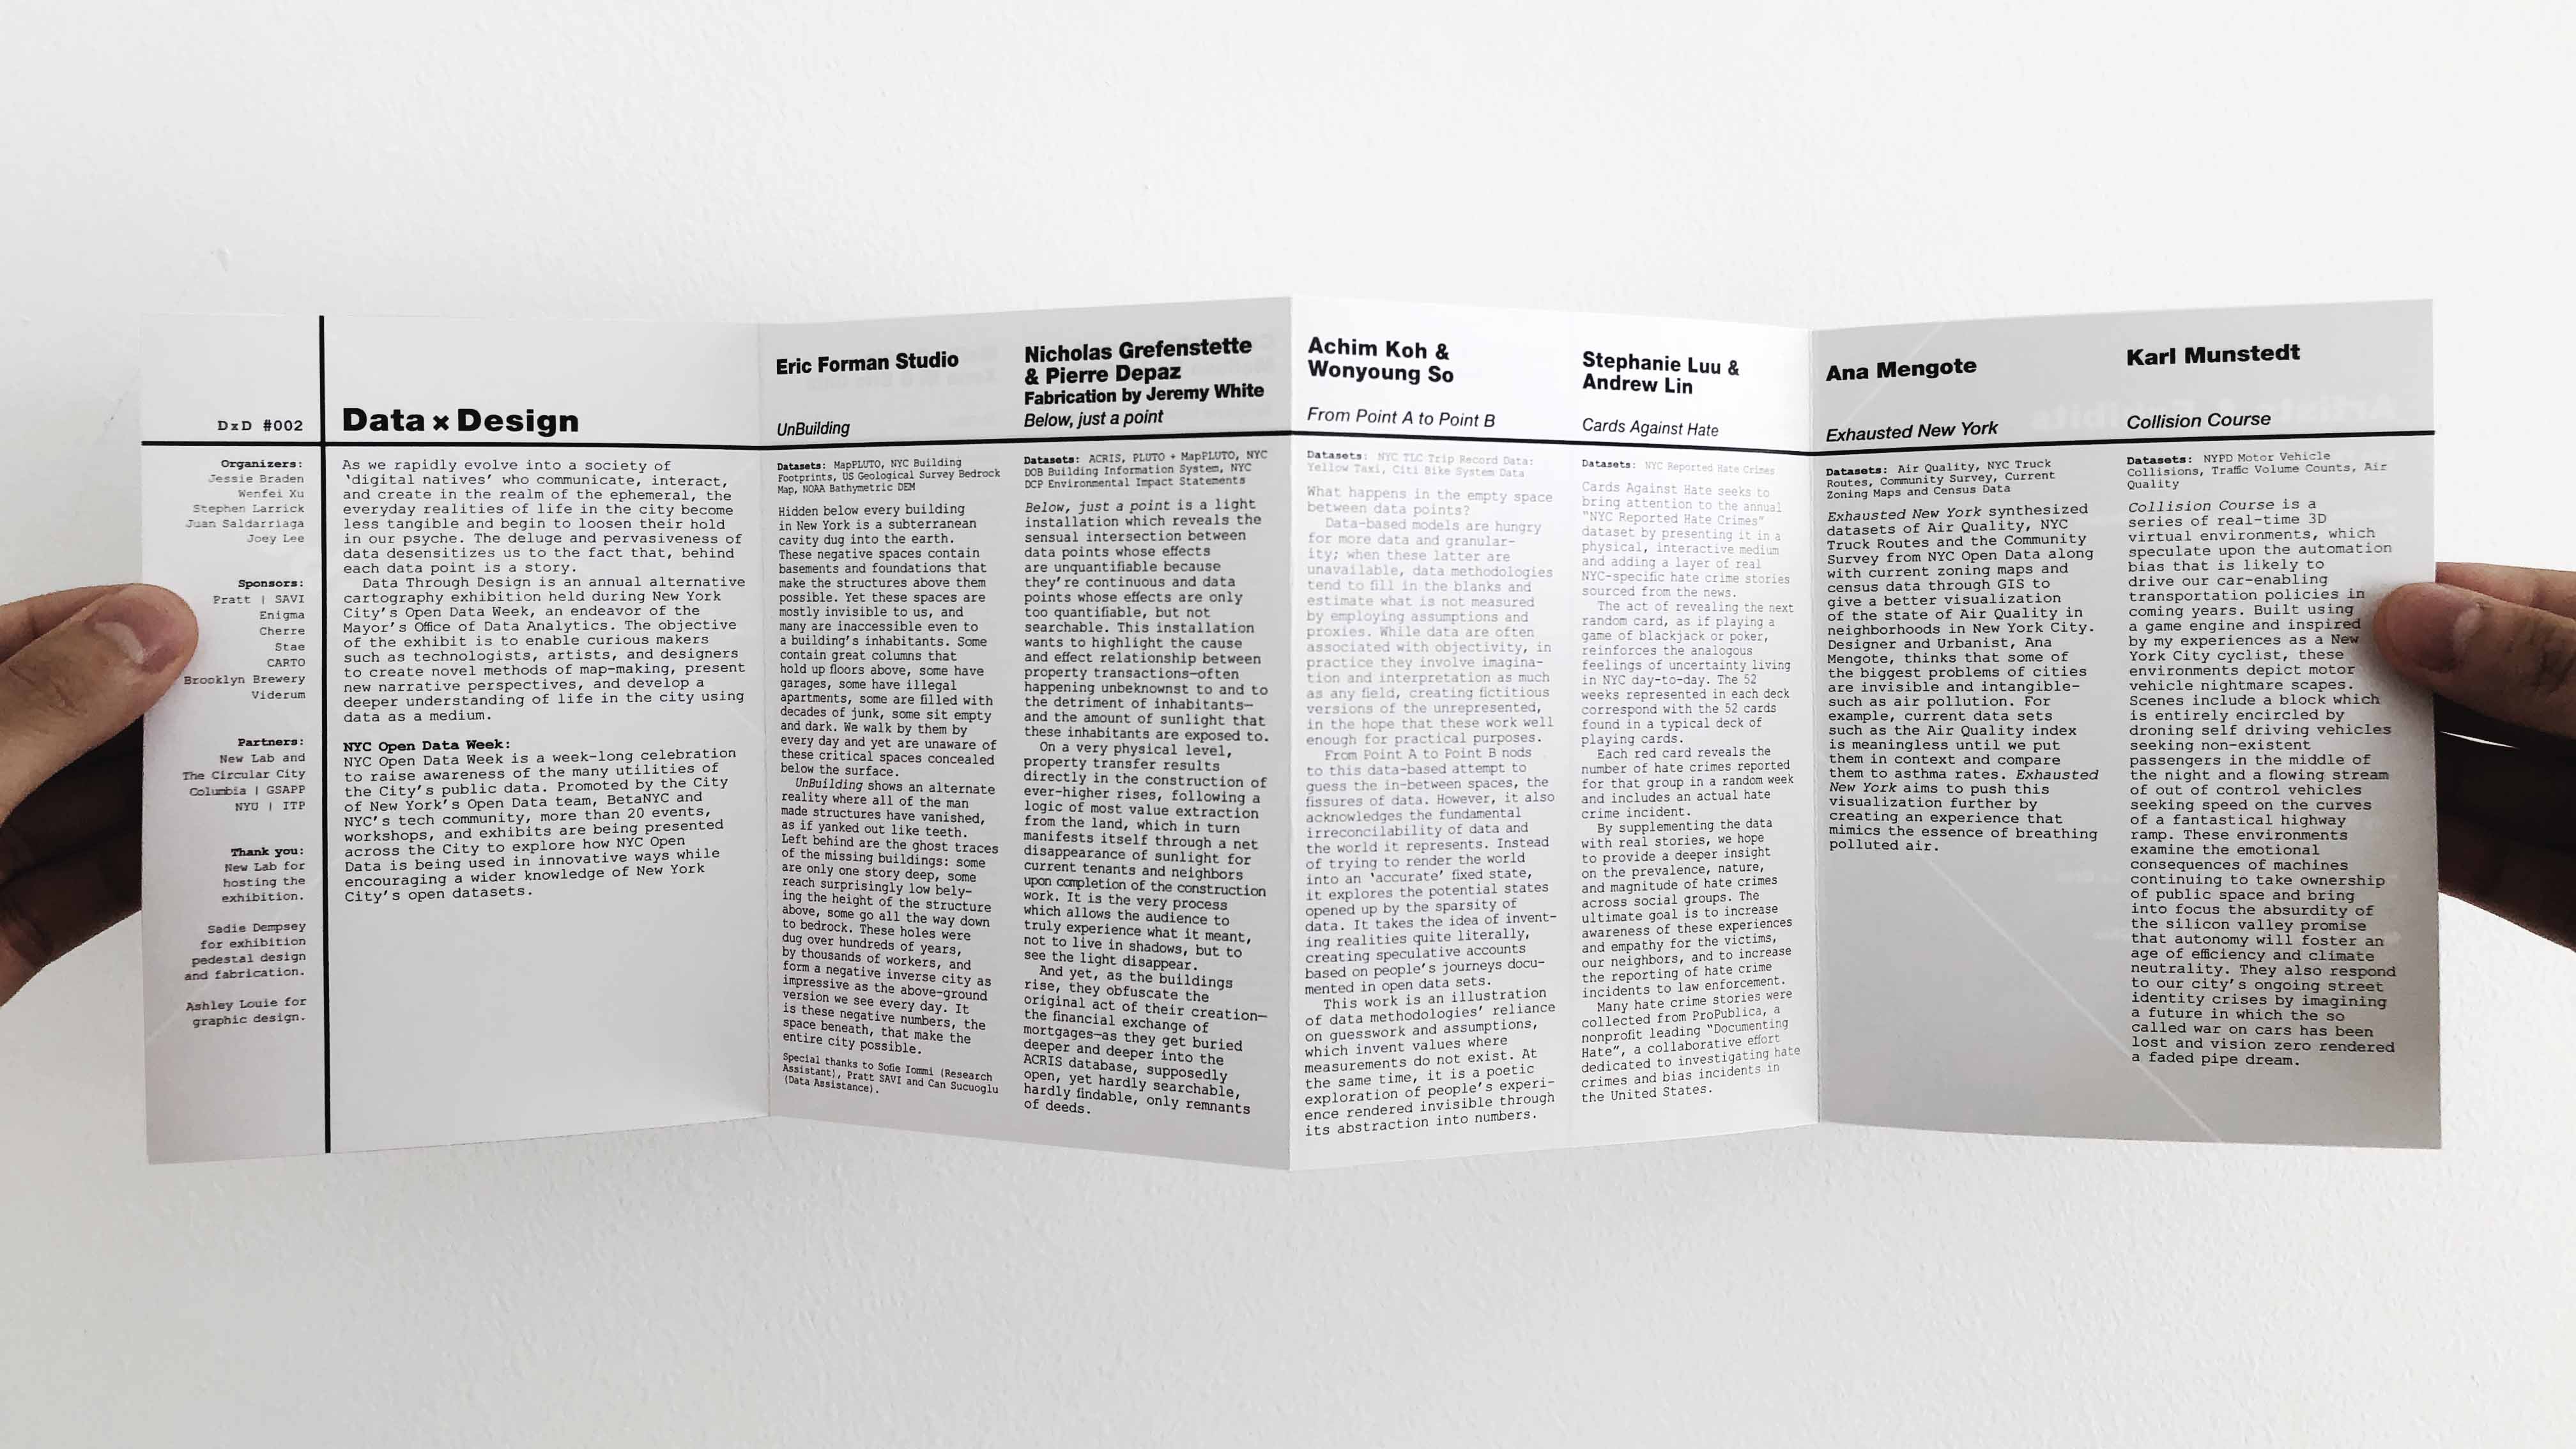 DxD #002
Organizers:
Jessie Braden
Wenfei Xu
Stephen Larrick
Juan Saldarriaga
Joey Lee
Sponsors:
Pratt | SAVI
Enigma
Cherre
Stae
CARTO
Brooklyn Brewery
Viderum
Partners:
New Lab and
The Circular City
Columbia | GSAPP
NYU | ITP
Thank you:
New Lab for
hosting the
exhibition.
Sadie Dempsey
for exhibition
pedestal design
and fabrication.
Ashley Louie for
graphic design.
Data × Design
As we rapidly evolve into a society of
‘digital natives’ who communicate, interact,
and create in the realm of the ephemeral, the
everyday realities of life in the city become
less tangible and begin to loosen their hold
in our psyche. The deluge and pervasiveness of
data desensitizes us to the fact that, behind
each data point is a story.
Data Through Design is an annual alternative
cartography exhibition held during New York
City’s Open Data Week, an endeavor of the
Mayor’s Office of Data Analytics. The objective
of the exhibit is to enable curious makers
such as technologists, artists, and designers
to create novel methods of map-making, present
new narrative perspectives, and develop a
deeper understanding of life in the city using
data as a medium.
NYC Open Data Week:
NYC Open Data Week is a week-long celebration
to raise awareness of the many utilities of
the City’s public data. Promoted by the City
of New York’s Open Data team, BetaNYC and
NYC’s tech community, more than 20 events,
workshops, and exhibits are being presented
across the City to explore how NYC Open
Data is being used in innovative ways while
encouraging a wider knowledge of New York
City’s open datasets.
Eric Forman Studio
UnBuilding
Datasets: MapPLUTO, NYC Building
Footprints, US Geological Survey Bedrock
Map, NOAA Bathymetric DEM
Hidden below every building
in New York is a subterranean
cavity dug into the earth.
These negative spaces contain
basements and foundations that
make the structures above them
possible. Yet these spaces are
mostly invisible to us, and
many are inaccessible even to
a building’s inhabitants. Some
contain great columns that
hold up floors above, some have
garages, some have illegal
apartments, some are filled with
decades of junk, some sit empty
and dark. We walk by them by
every day and yet are unaware of
these critical spaces concealed
below the surface.
UnBuilding shows an alternate
reality where all of the man
made structures have vanished,
as if yanked out like teeth.
Left behind are the ghost traces
of the missing buildings: some
are only one story deep, some
reach surprisingly low bely-
ing the height of the structure
above, some go all the way down
to bedrock. These holes were
dug over hundreds of years,
by thousands of workers, and
form a negative inverse city as
impressive as the above-ground
version we see every day. It
is these negative numbers, the
space beneath, that make the
entire city possible.
Special thanks to Sofie Iommi (Research
Assistant), Pratt SAVI and Can Sucuoglu
(Data Assistance).
Nicholas Grefenstette
& Pierre Depaz
Fabrication by Jeremy White
Below, just a point
Datasets: ACRIS, PLUTO + MapPLUTO, NYC
DOB Building Information System, NYC
DCP Environmental Impact Statements
Below, just a point is a light
installation which reveals the
sensual intersection between
data points whose effects
are unquantifiable because
they’re continuous and data
points whose effects are only
too quantifiable, but not
searchable. This installation
wants to highlight the cause
and effect relationship between
property transactions—often
happening unbeknownst to and to
the detriment of inhabitants—
and the amount of sunlight that
these inhabitants are exposed to.
On a very physical level,
property transfer results
directly in the construction of
ever-higher rises, following a
logic of most value extraction
from the land, which in turn
manifests itself through a net
disappearance of sunlight for
current tenants and neighbors
upon completion of the construction
work. It is the very process
which allows the audience to
truly experience what it meant,
not to live in shadows, but to
see the light disappear.
And yet, as the buildings
rise, they obfuscate the
original act of their creation—
the financial exchange of
mortgages—as they get buried
deeper and deeper into the
ACRIS database, supposedly
open, yet hardly searchable,
hardly findable, only remnants
of deeds.
Achim Koh &
Wonyoung So
From Point A to Point B
Datasets: NYC TLC Trip Record Data:
Yellow Taxi, Citi Bike System Data
What happens in the empty space
between data points?
Data-based models are hungry
for more data and granular-
ity; when these latter are
unavailable, data methodologies
tend to fill in the blanks and
estimate what is not measured
by employing assumptions and
proxies. While data are often
associated with objectivity, in
practice they involve imagina-
tion and interpretation as much
as any field, creating fictitious
versions of the unrepresented,
in the hope that these work well
enough for practical purposes.
From Point A to Point B nods
to this data-based attempt to
guess the in-between spaces, the
fissures of data. However, it also
acknowledges the fundamental
irreconcilability of data and
the world it represents. Instead
of trying to render the world
into an ‘accurate’ fixed state,
it explores the potential states
opened up by the sparsity of
data. It takes the idea of invent-
ing realities quite literally,
creating speculative accounts
based on people’s journeys docu-
mented in open data sets.
This work is an illustration
of data methodologies’ reliance
on guesswork and assumptions,
which invent values where
measurements do not exist. At
the same time, it is a poetic
exploration of people’s experi-
ence rendered invisible through
its abstraction into numbers.
Stephanie Luu &
Andrew Lin
Cards Against Hate
Datasets: NYC Reported Hate Crimes
Cards Against Hate seeks to
bring attention to the annual
“NYC Reported Hate Crimes”
dataset by presenting it in a
physical, interactive medium
and adding a layer of real
NYC-specific hate crime stories
sourced from the news.
The act of revealing the next
random card, as if playing a
game of blackjack or poker,
reinforces the analogous
feelings of uncertainty living
in NYC day-to-day. The 52
weeks represented in each deck
correspond with the 52 cards
found in a typical deck of
playing cards.
Each red card reveals the
number of hate crimes reported
for that group in a random week
and includes an actual hate
crime incident.
By supplementing the data
with real stories, we hope
to provide a deeper insight
on the prevalence, nature,
and magnitude of hate crimes
across social groups. The
ultimate goal is to increase
awareness of these experiences
and empathy for the victims,
our neighbors, and to increase
the reporting of hate crime
incidents to law enforcement.
Many hate crime stories were
collected from ProPublica, a
nonprofit leading “Documenting
Hate”, a collaborative effort
dedicated to investigating hate
crimes and bias incidents in
the United States.
Ana Mengote
Exhausted New York
Datasets: Air Quality, NYC Truck
Routes, Community Survey, Current
Zoning Maps and Census Data
Exhausted New York synthesized
datasets of Air Quality, NYC
Truck Routes and the Community
Survey from NYC Open Data along
with current zoning maps and
census data through GIS to
give a better visualization
of the state of Air Quality in
neighborhoods in New York City.
Designer and Urbanist, Ana
Mengote, thinks that some of
the biggest problems of cities
are invisible and intangible—
such as air pollution. For
example, current data sets
such as the Air Quality index
is meaningless until we put
them in context and compare
them to asthma rates. Exhausted
New York aims to push this
visualization further by
creating an experience that
mimics the essence of breathing
polluted air.
Karl Munstedt
Collision Course
Datasets: NYPD Motor Vehicle
Collisions, Traffic Volume Counts, Air
Quality
Collision Course is a
series of real-time 3D
virtual environments, which
speculate upon the automation
bias that is likely to
drive our car-enabling
transportation policies in
coming years. Built using
a game engine and inspired
by my experiences as a New
York City cyclist, these
environments depict motor
vehicle nightmare scapes.
Scenes include a block which
is entirely encircled by
droning self driving vehicles
seeking non-existent
passengers in the middle of
the night and a flowing stream
of out of control vehicles
seeking speed on the curves
of a fantastical highway
ramp. These environments
examine the emotional
consequences of machines
continuing to take ownership
of public space and bring
into focus the absurdity of
the silicon valley promise
that autonomy will foster an
age of efficiency and climate
neutrality. They also respond
to our city’s ongoing street
identity crises by imagining
a future in which the so
called war on cars has been
lost and vision zero rendered
a faded pipe dream.